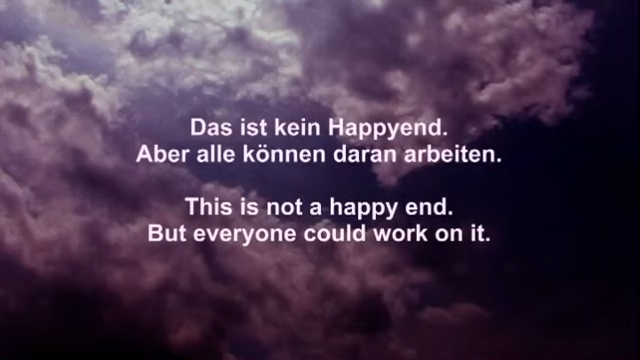 Das ist kein Happyend.
Aber alle können daran arbeiten.
This is not a happy end.
But everyone could work on it.